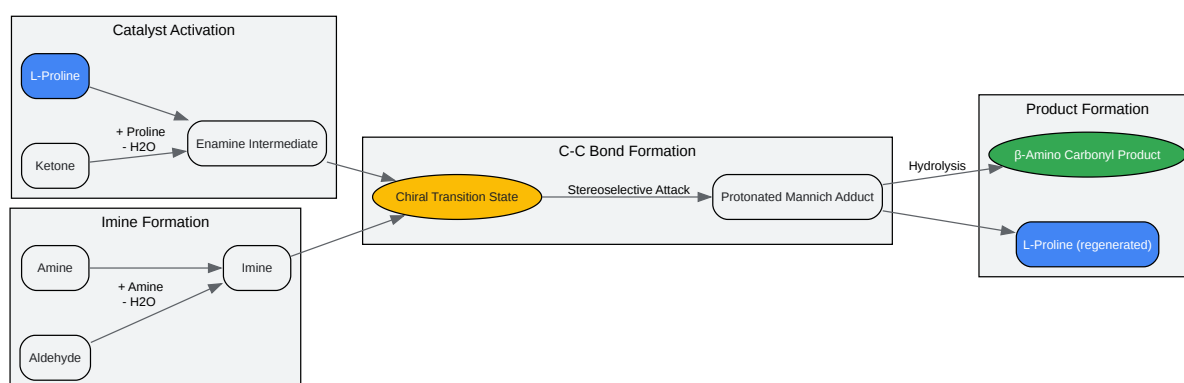 Catalyst Activation
L-Proline
+ Proline
- H2O
Enamine Intermediate
Ketone
Imine Formation
Amine
+ Amine
- H2O
Imine
Aldehyde
C-C Bond Formation
Chiral Transition State
Stereoselective Attack
Protonated Mannich Adduct
Hydrolysis
Product Formation
β-Amino Carbonyl Product
L-Proline (regenerated)